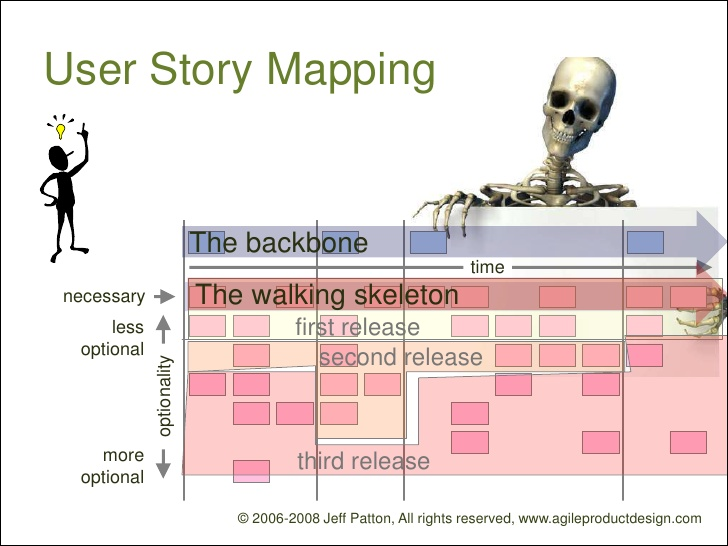 User Story Mapping
The backbone
time
necessary
The walking skeleton
less
optional
first release
second release
optionality
more
optional
third release
© 2006-2008 Jeff Patton, All rights reserved, www.agileproductdesign.com